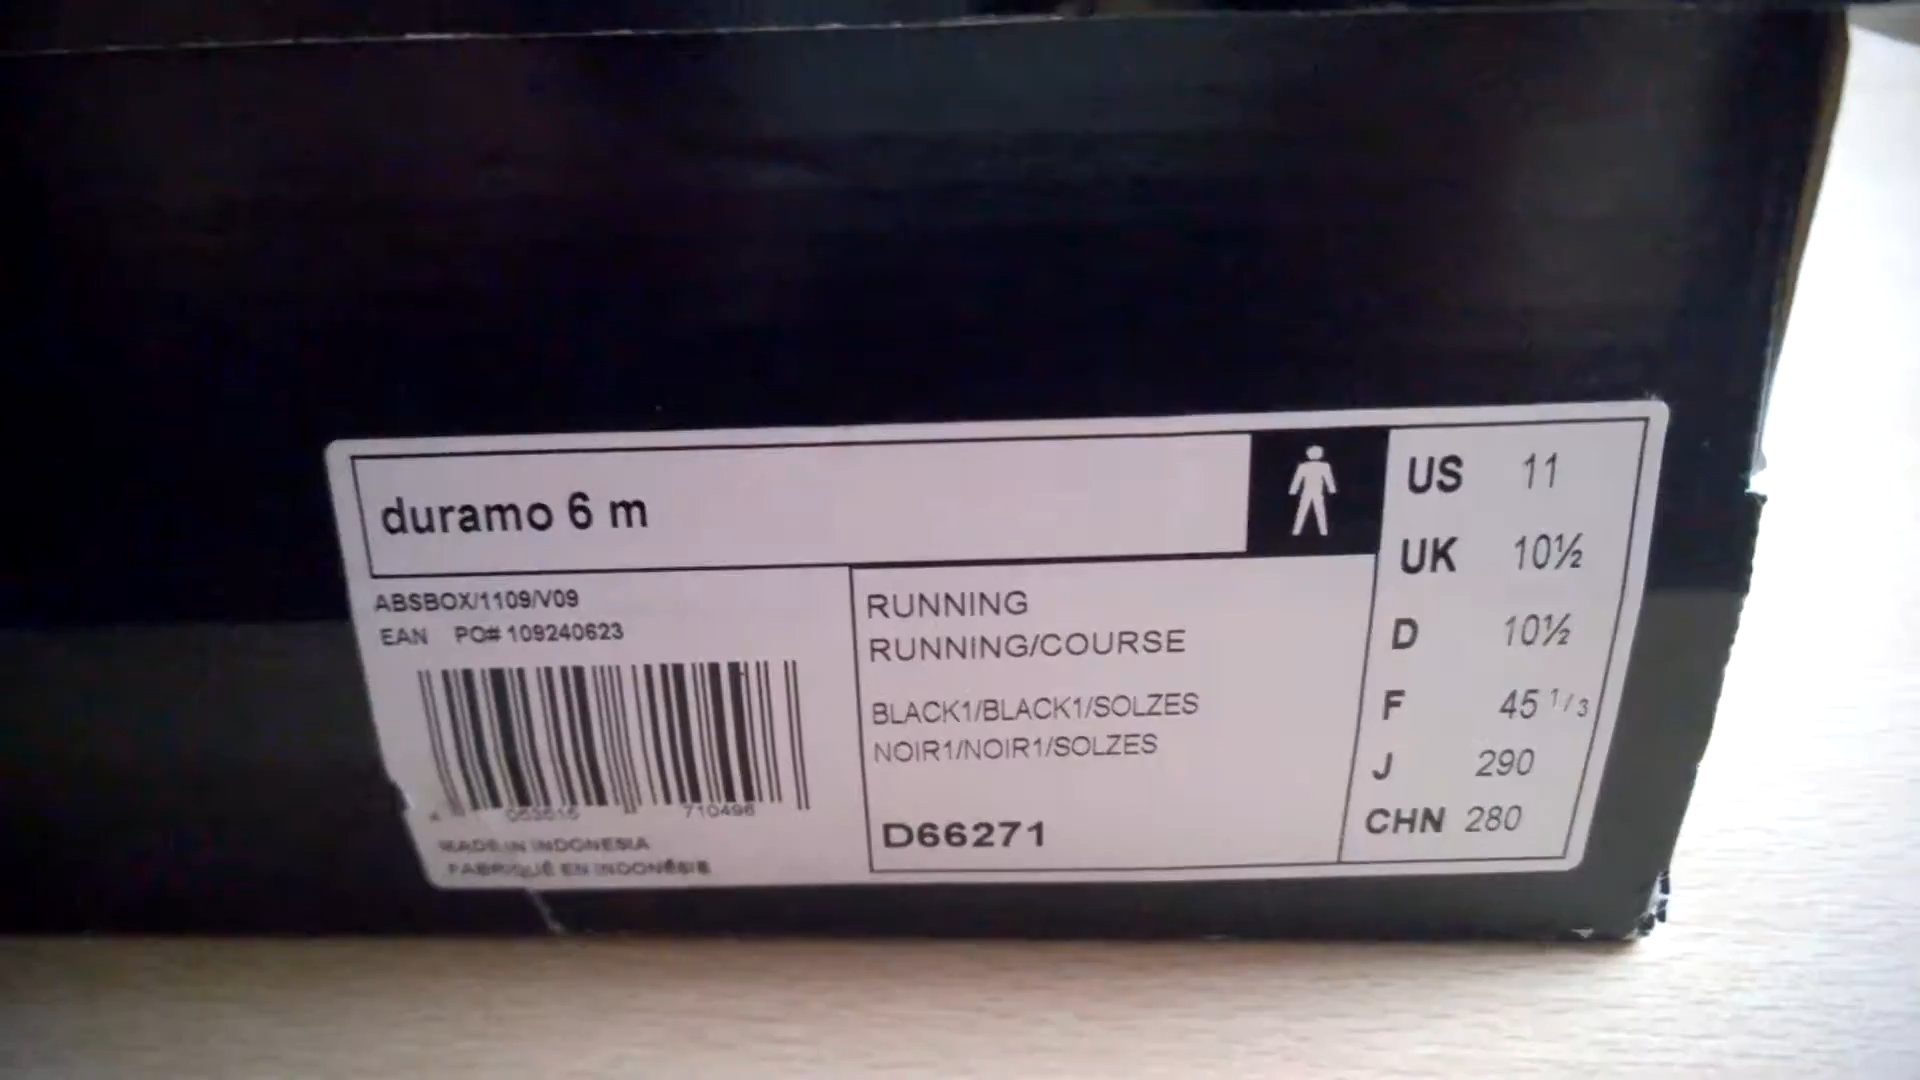 duramo 6 m
ABSBOX/1109/V09
EAN PO# 109240623
710496
MADE IN INDONESIA
FABRIQUÉ EN INDONÉSIE
RUNNING
RUNNING/COURSE
BLACK1/BLACK1/SOLZES
NOIR1/NOIR1/SOLZES
D66271
US 11
UK 10½
D 10½
F 45 1/3
J 290
CHN 280